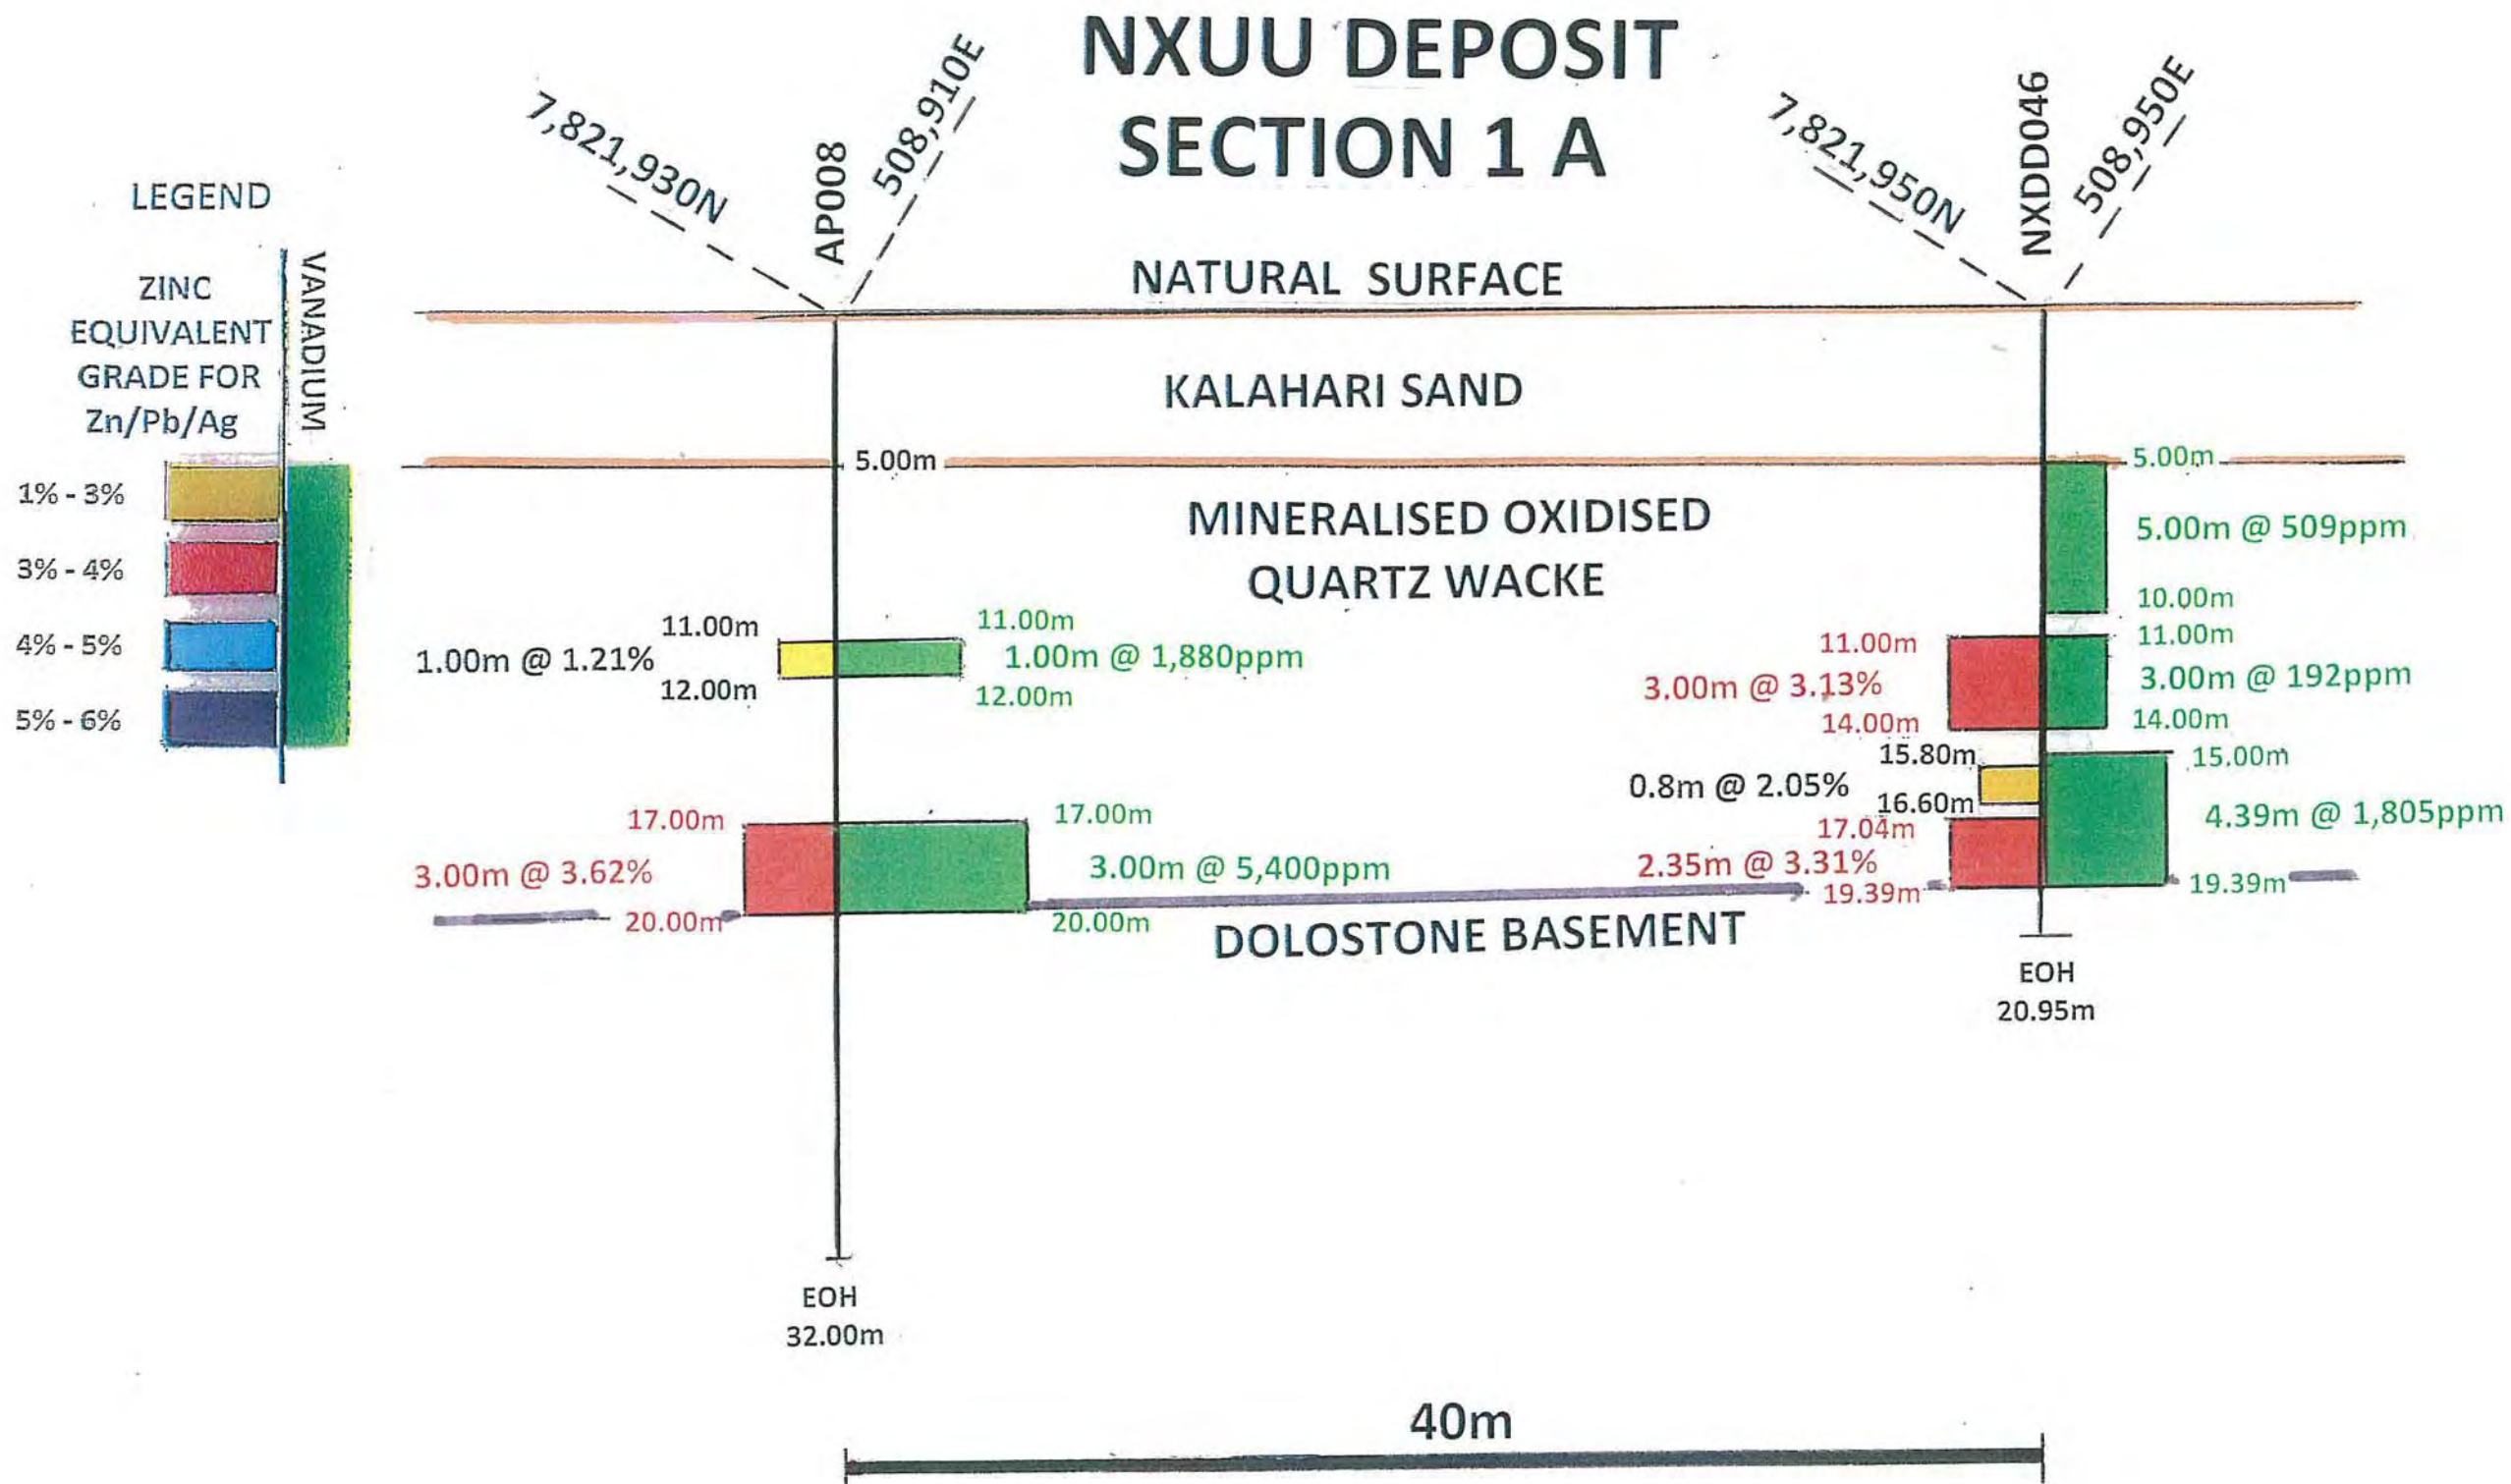 NXUU DEPOSIT
SECTION 1 A
7,821,930N
AP008
508,910E
7,821,950N
NXDD046
508,950E
LEGEND
ZINC
EQUIVALENT
GRADE FOR
Zn/Pb/Ag
VANADIUM
1% - 3%
3% - 4%
4% - 5%
5% - 6%
NATURAL SURFACE
KALAHARI SAND
5.00m
5.00m
MINERALISED OXIDISED
QUARTZ WACKE
5.00m @ 509ppm
10.00m
11.00m
1.00m @ 1.21%
12.00m
11.00m
1.00m @ 1,880ppm
12.00m
11.00m
3.00m @ 3.13%
14.00m
11.00m
3.00m @ 192ppm
14.00m
15.80m
0.8m @ 2.05%
16.60m
15.00m
4.39m @ 1,805ppm
19.39m
17.00m
3.00m @ 3.62%
20.00m
17.00m
3.00m @ 5,400ppm
20.00m
17.04m
2.35m @ 3.31%
19.39m
DOLOSTONE BASEMENT
EOH
20.95m
EOH
32.00m
40m